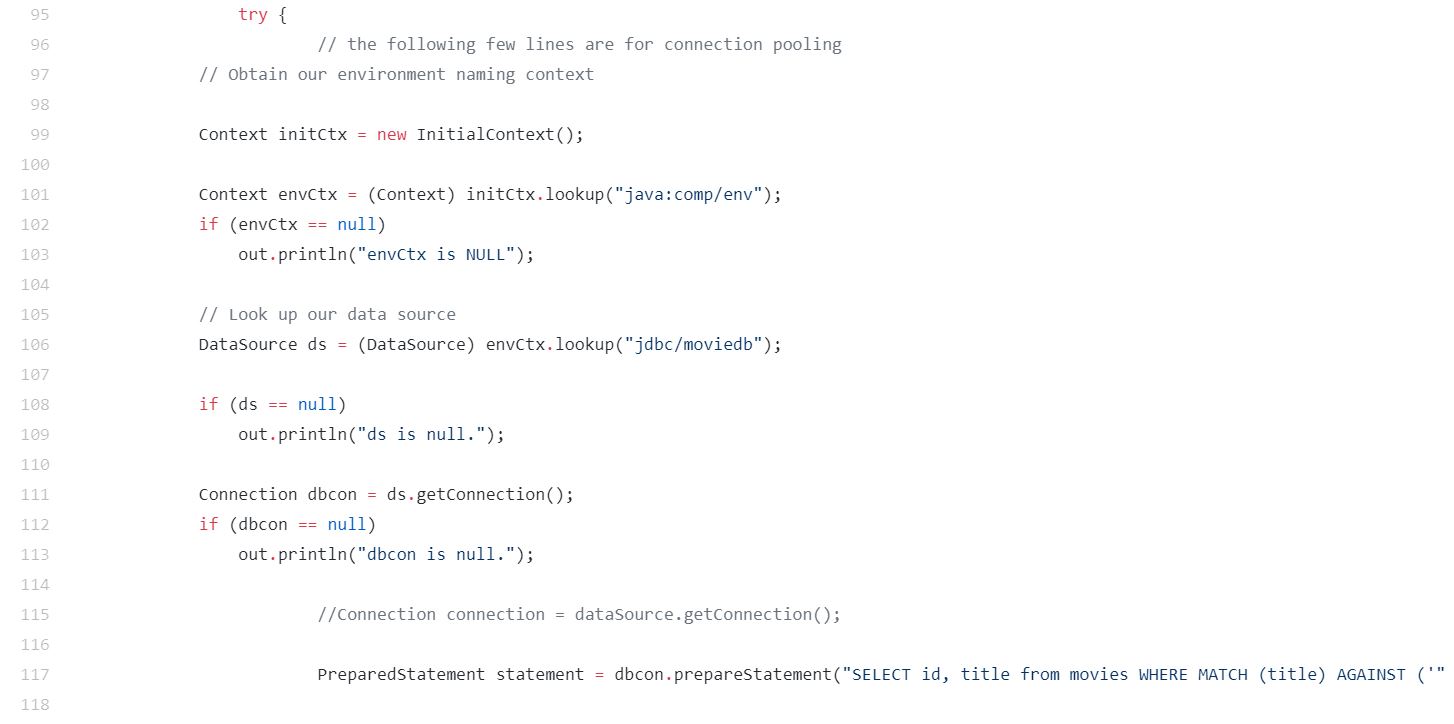 95 try {
96 // the following few lines are for connection pooling
97 // Obtain our environment naming context
98
99 Context initCtx = new InitialContext();
100
101 Context envCtx = (Context) initCtx.lookup("java:comp/env");
102 if (envCtx == null)
103 out.println("envCtx is NULL");
104
105 // Look up our data source
106 DataSource ds = (DataSource) envCtx.lookup("jdbc/moviedb");
107
108 if (ds == null)
109 out.println("ds is null.");
110
111 Connection dbcon = ds.getConnection();
112 if (dbcon == null)
113 out.println("dbcon is null.");
114
115 //Connection connection = dataSource.getConnection();
116
117 PreparedStatement statement = dbcon.prepareStatement("SELECT id, title from movies WHERE MATCH (title) AGAINST ('"
118